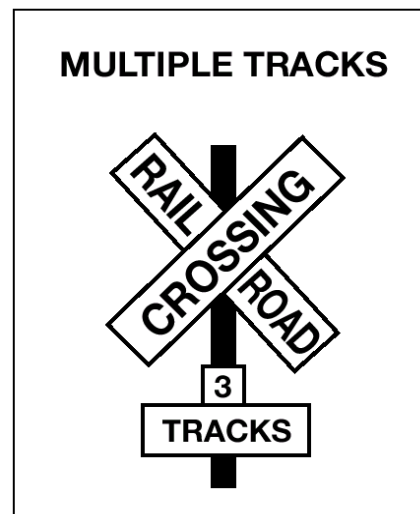 MULTIPLE TRACKS
RAIL ROAD
CROSSING
3
TRACKS